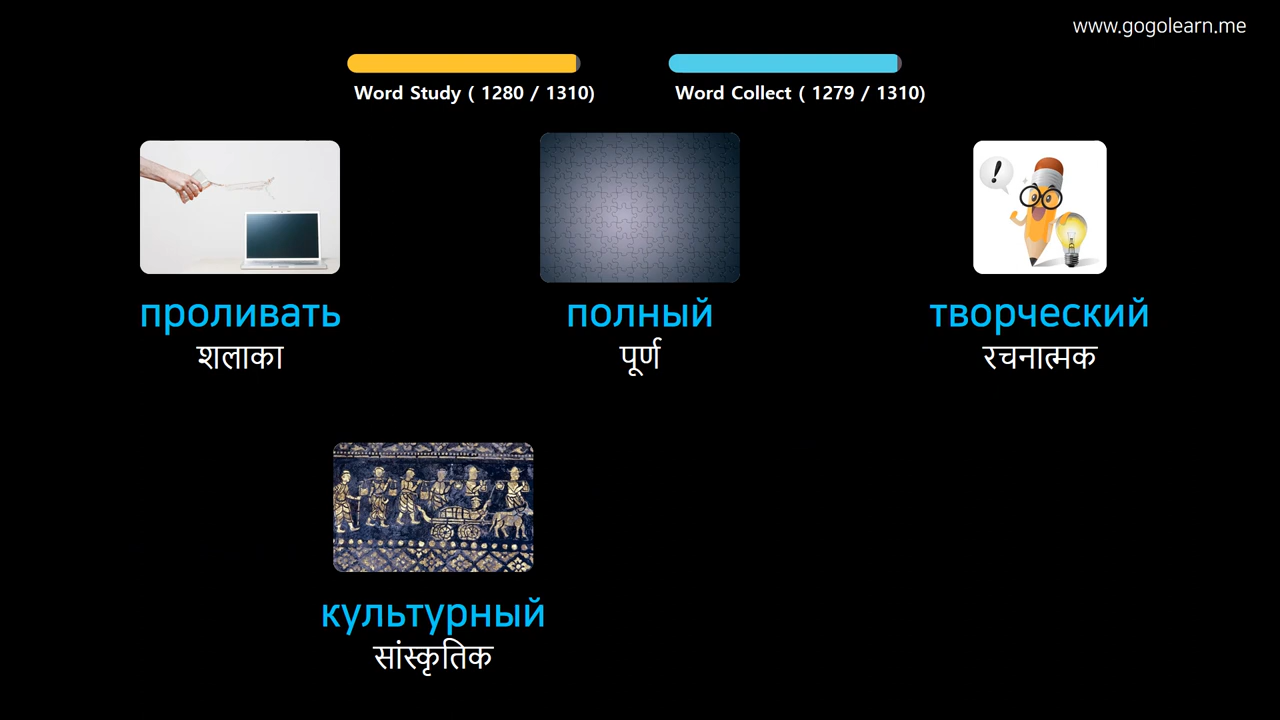 www.gogolearn.me
Word Study ( 1280 / 1310)
Word Collect ( 1279 / 1310)
проливать
शलाका
полный
पूर्ण
творческий
रचनात्मक
культурный
सांस्कृतिक